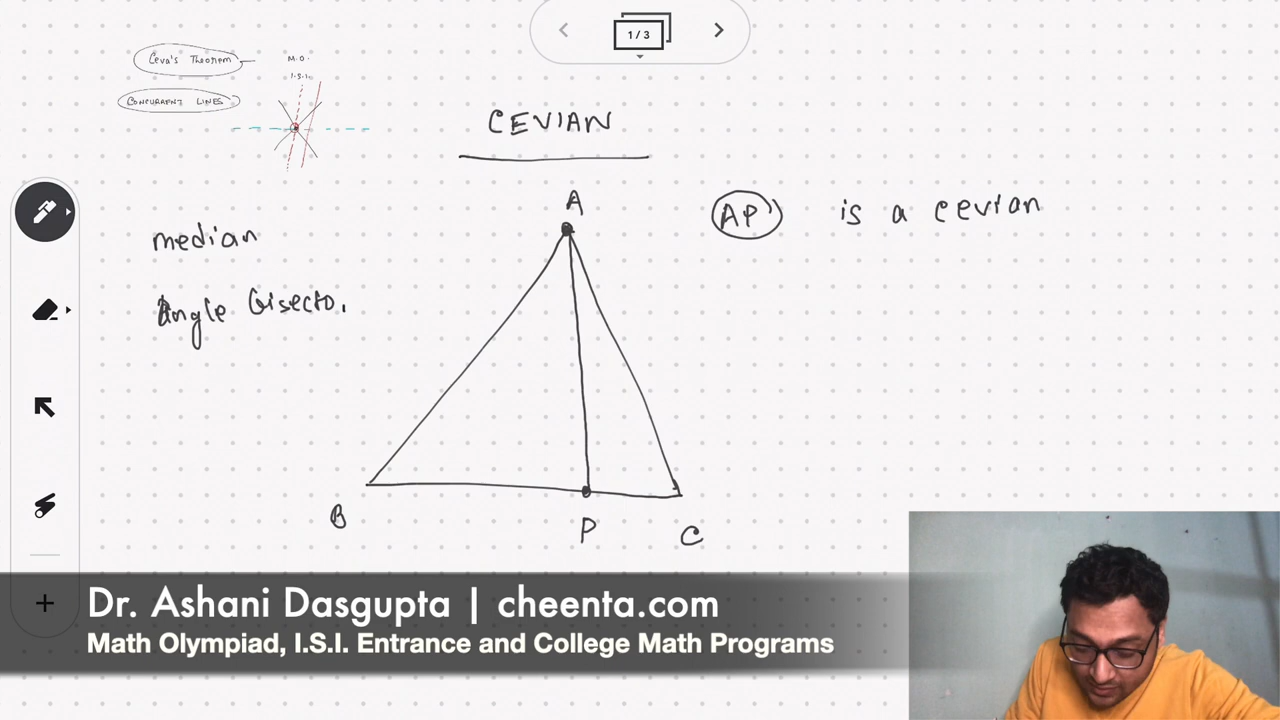 1/3
Ceva's Theorem
M.O.
I.S.I.
CONCURRENT LINES
CEVIAN
A
AP is a cevian
median
Angle bisecto.
B
P
C
Dr. Ashani Dasgupta | cheenta.com
Math Olympiad, I.S.I. Entrance and College Math Programs